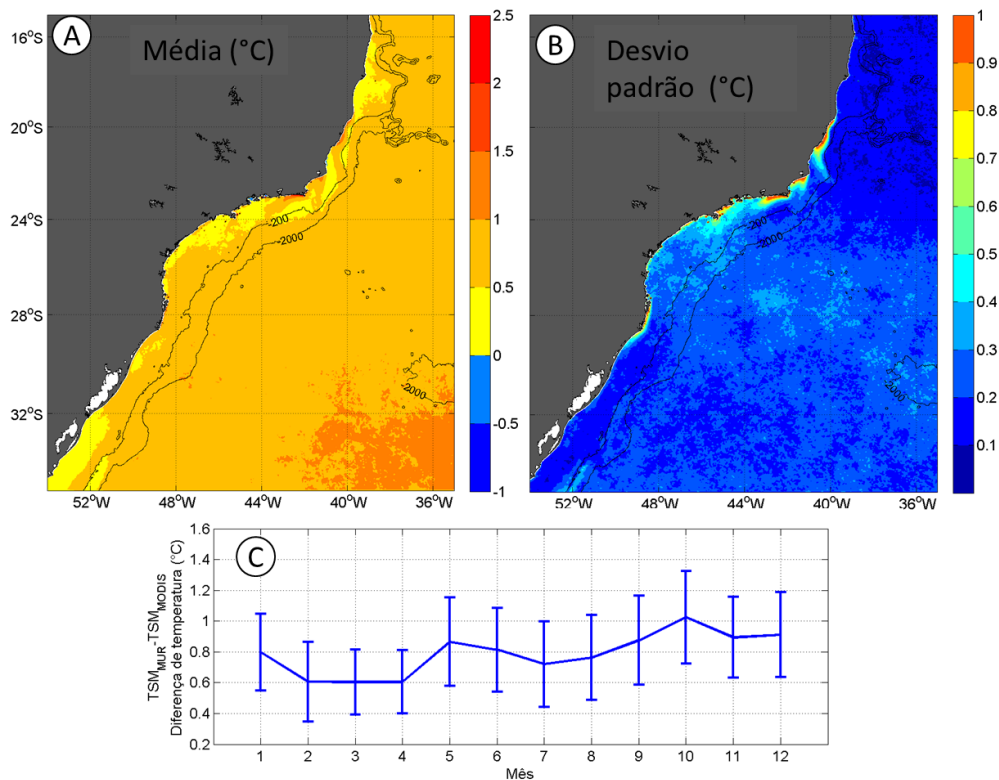 A
Média (°C)
16°S
20°S
24°S
28°S
32°S
-200
-2000
-2000
52°W
48°W
44°W
40°W
36°W
2.5
2
1.5
1
0.5
0
-0.5
-1
B
Desvio
padrão (°C)
-200
-2000
-2000
52°W
48°W
44°W
40°W
36°W
1
0.9
0.8
0.7
0.6
0.5
0.4
0.3
0.2
0.1
C
TSM_MUR-TSM_MODIS
Diferença de temperatura (°C)
1.6
1.4
1.2
1
0.8
0.6
0.4
0.2
1 2 3 4 5 6 7 8 9 10 11 12
Mês